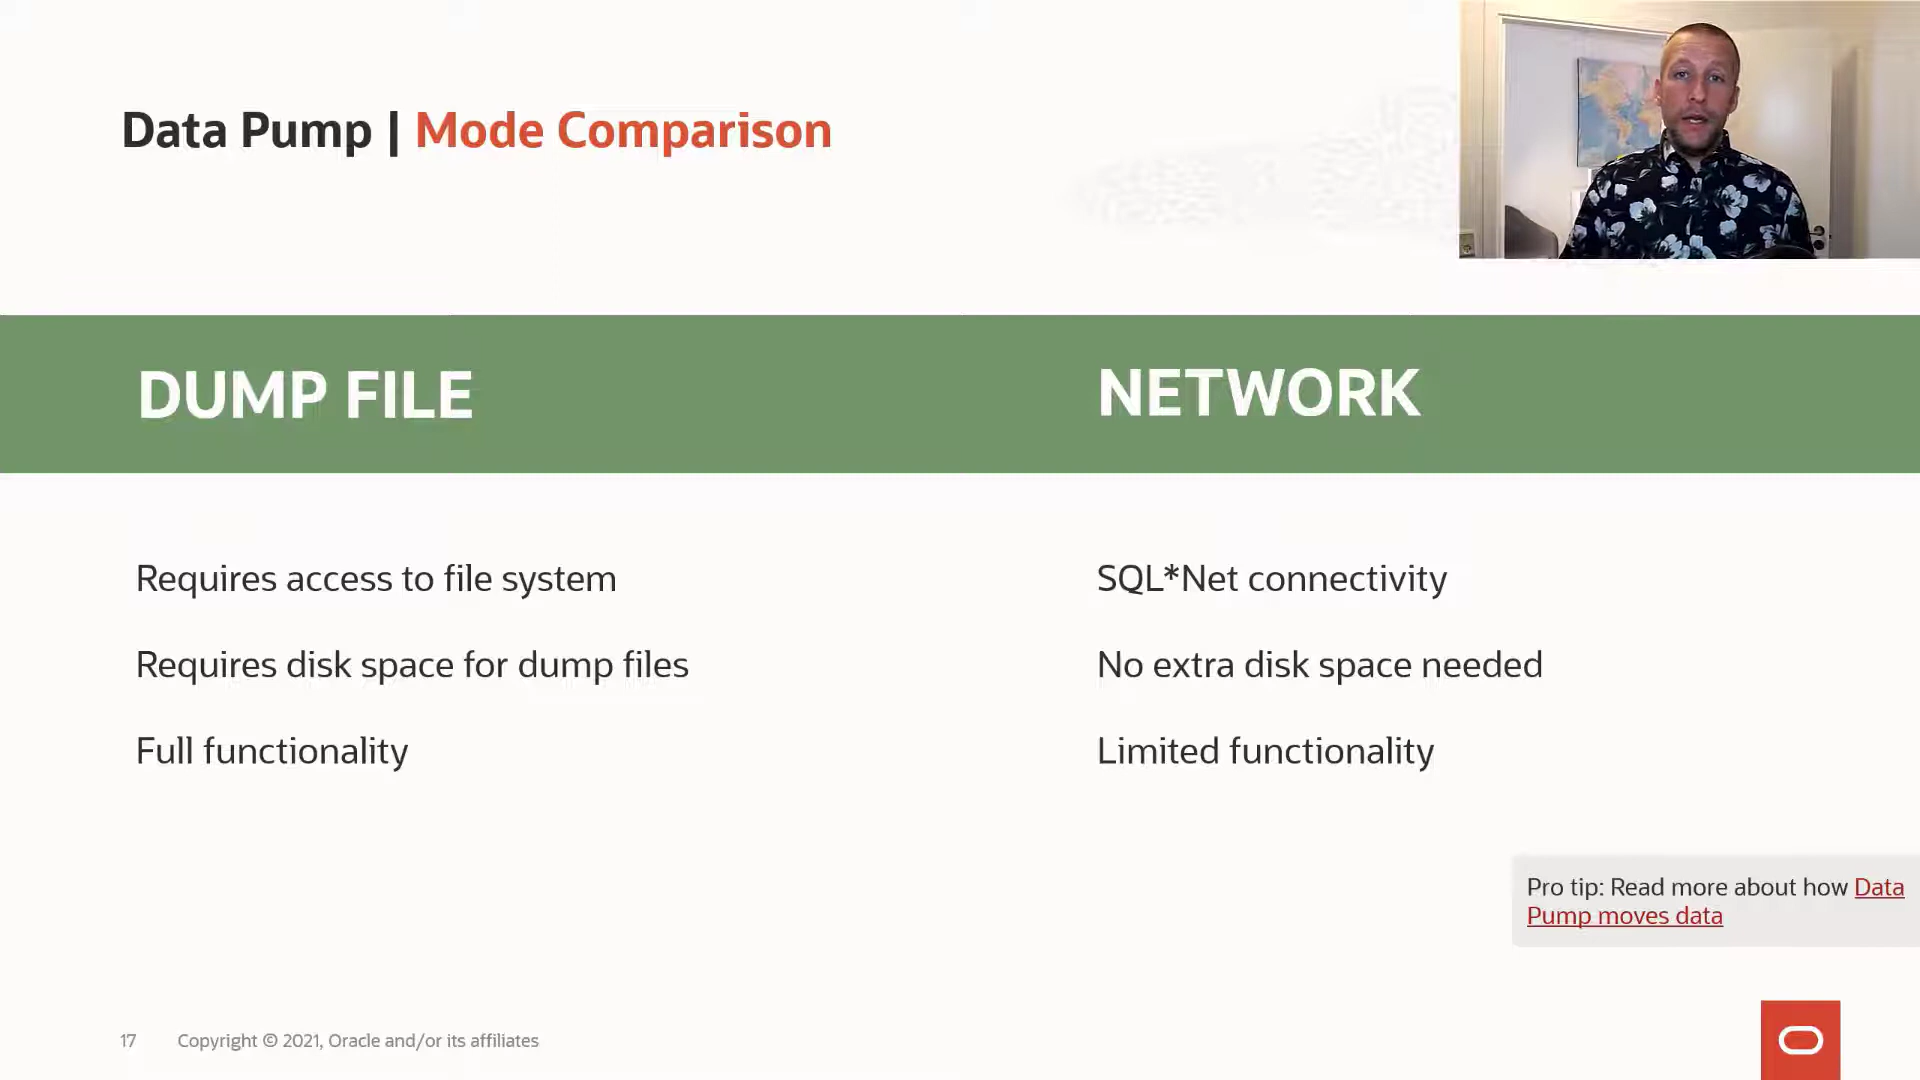 Data Pump | Mode Comparison
DUMP FILE
NETWORK
Requires access to file system
SQL*Net connectivity
Requires disk space for dump files
No extra disk space needed
Full functionality
Limited functionality
Pro tip: Read more about how Data
Pump moves data
17 Copyright © 2021, Oracle and/or its affiliates